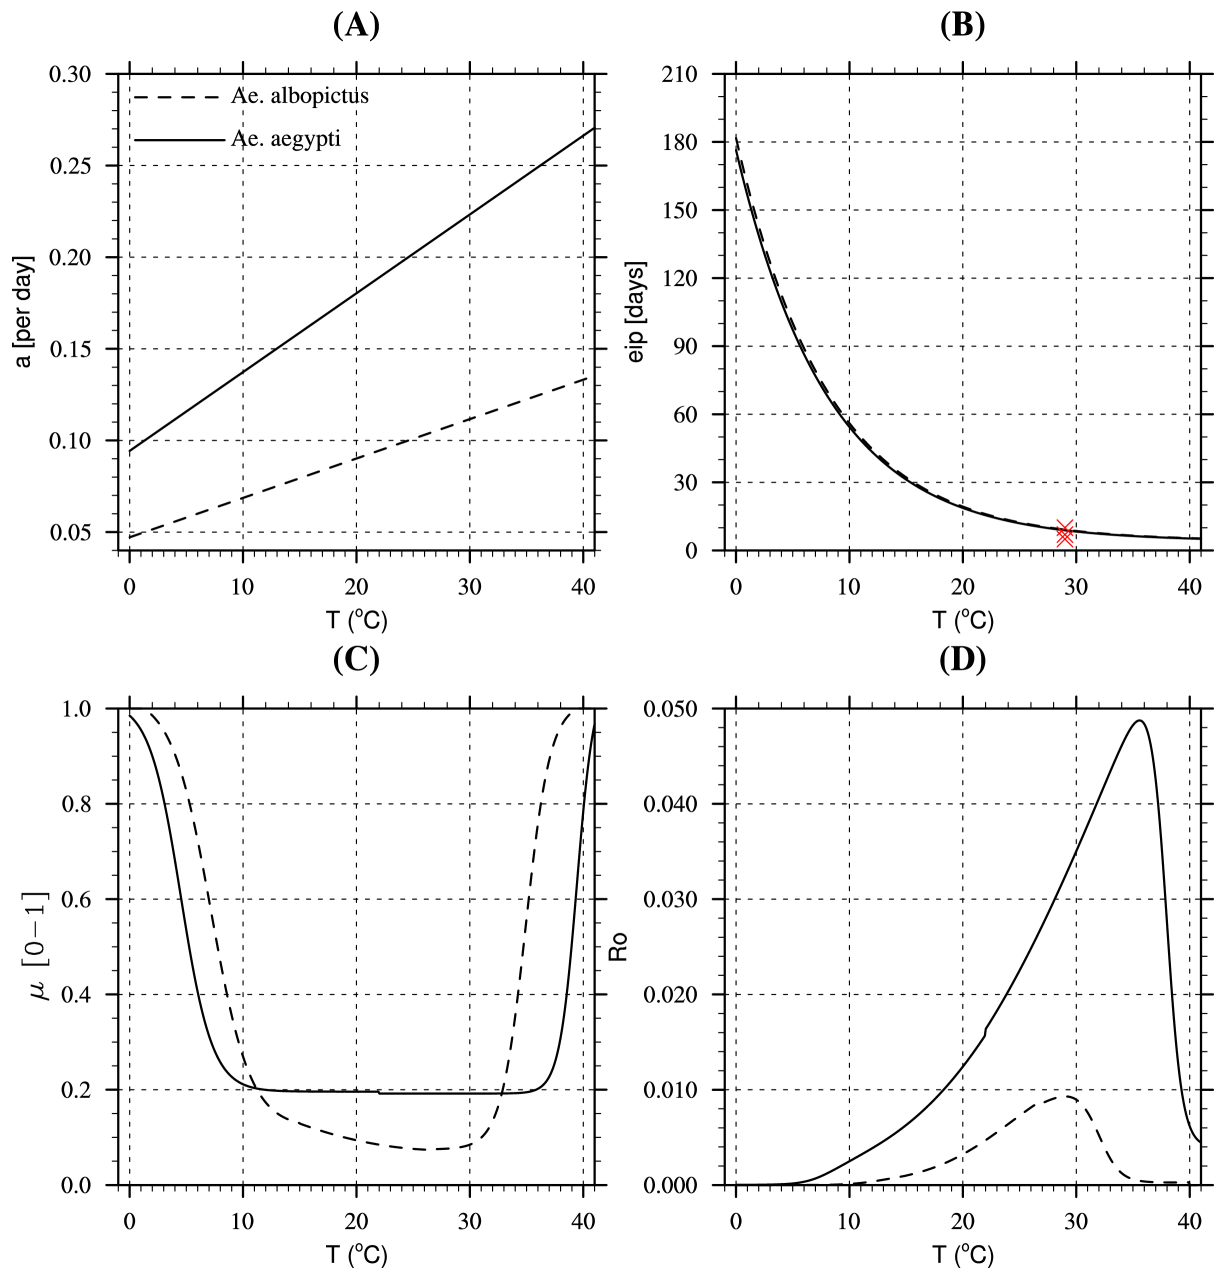 (A)
0.30
0.25
0.20
0.15
0.10
0.05
a [per day]
Ae. albopictus
Ae. aegypti
0 10 20 30 40
T (°C)
(B)
210
180
150
120
90
60
30
0
eip [days]
0 10 20 30 40
T (°C)
(C)
1.0
0.8
0.6
0.4
0.2
0.0
μ [0−1]
0 10 20 30 40
T (°C)
(D)
0.050
0.040
0.030
0.020
0.010
0.000
Ro
0 10 20 30 40
T (°C)